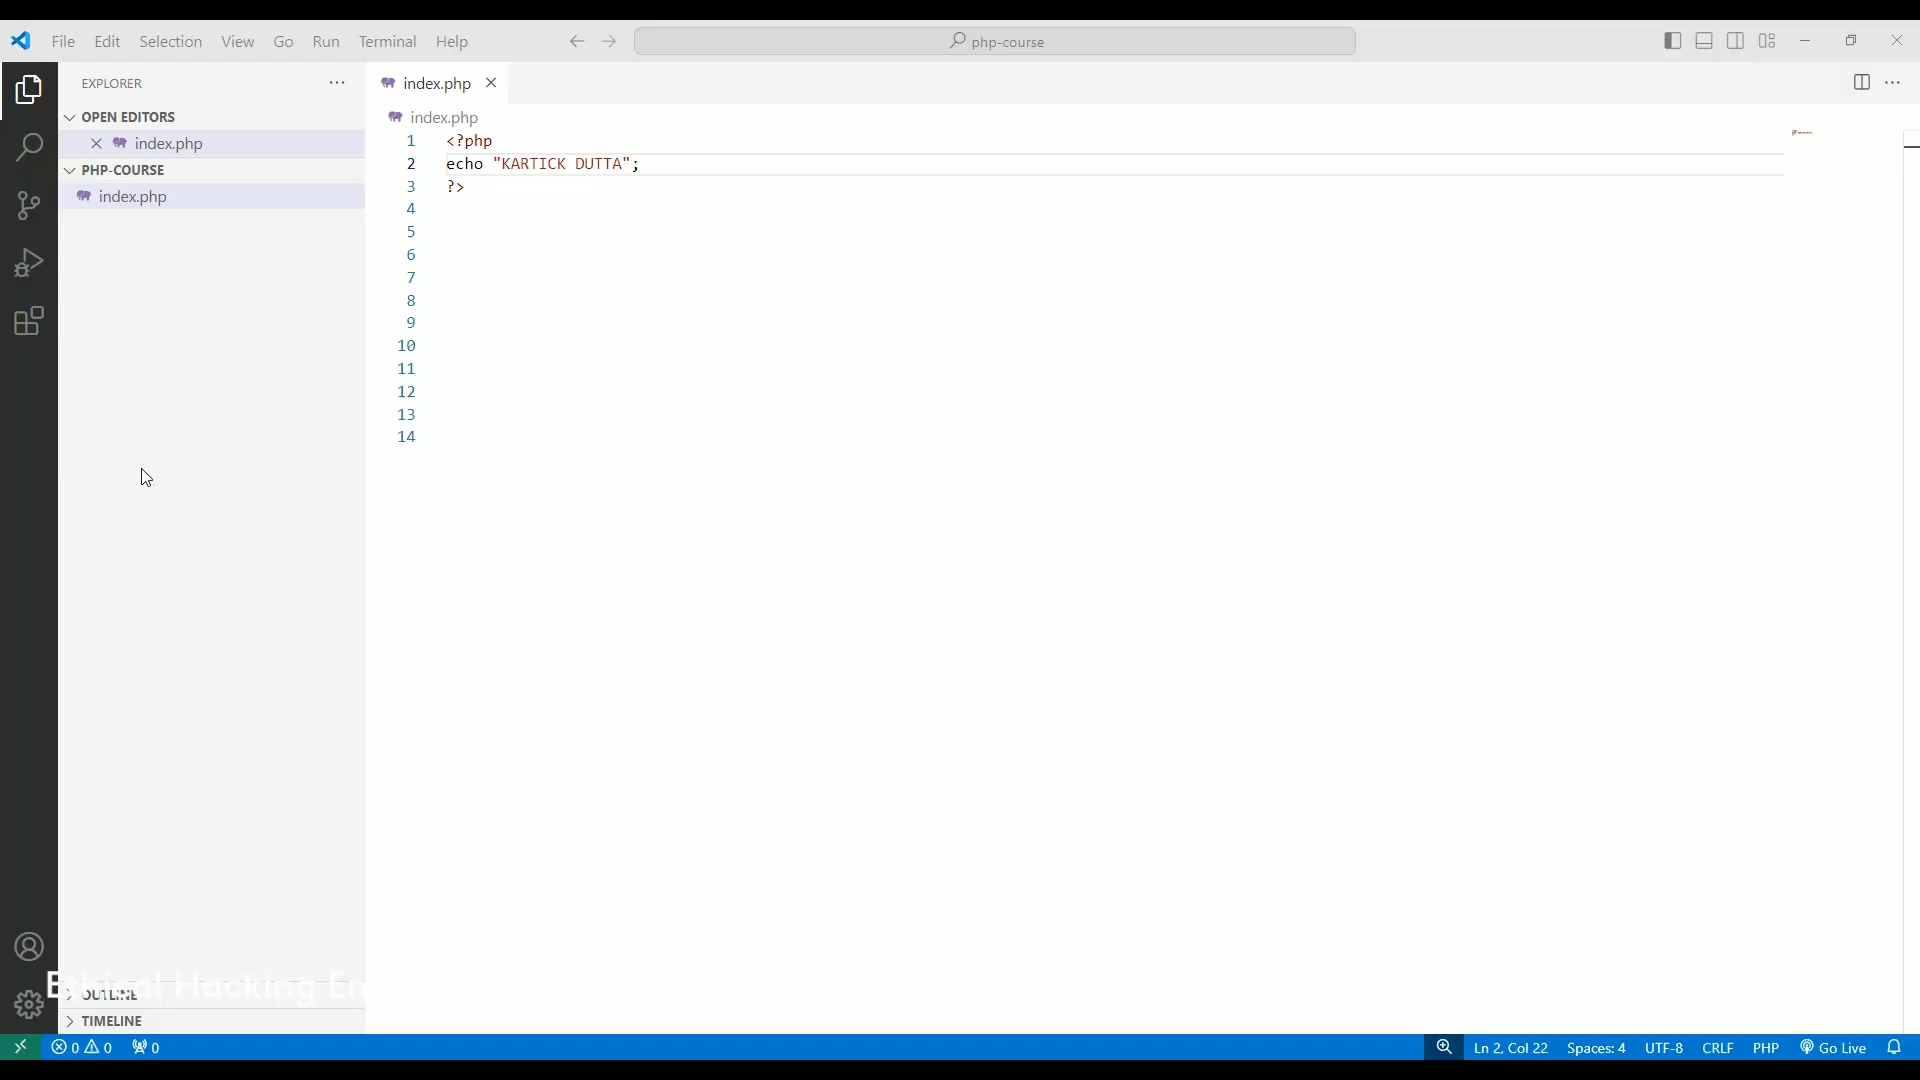 File Edit Selection View Go Run Terminal Help
php-course
EXPLORER
OPEN EDITORS
index.php
PHP-COURSE
index.php
index.php
index.php
1 <?php
2 echo "KARTICK DUTTA";
3 ?>
4
5
6
7
8
9
10
11
12
13
14
Ethical Hacking
OUTLINE
TIMELINE
0 0 0
Ln 2, Col 22 Spaces: 4 UTF-8 CRLF PHP Go Live